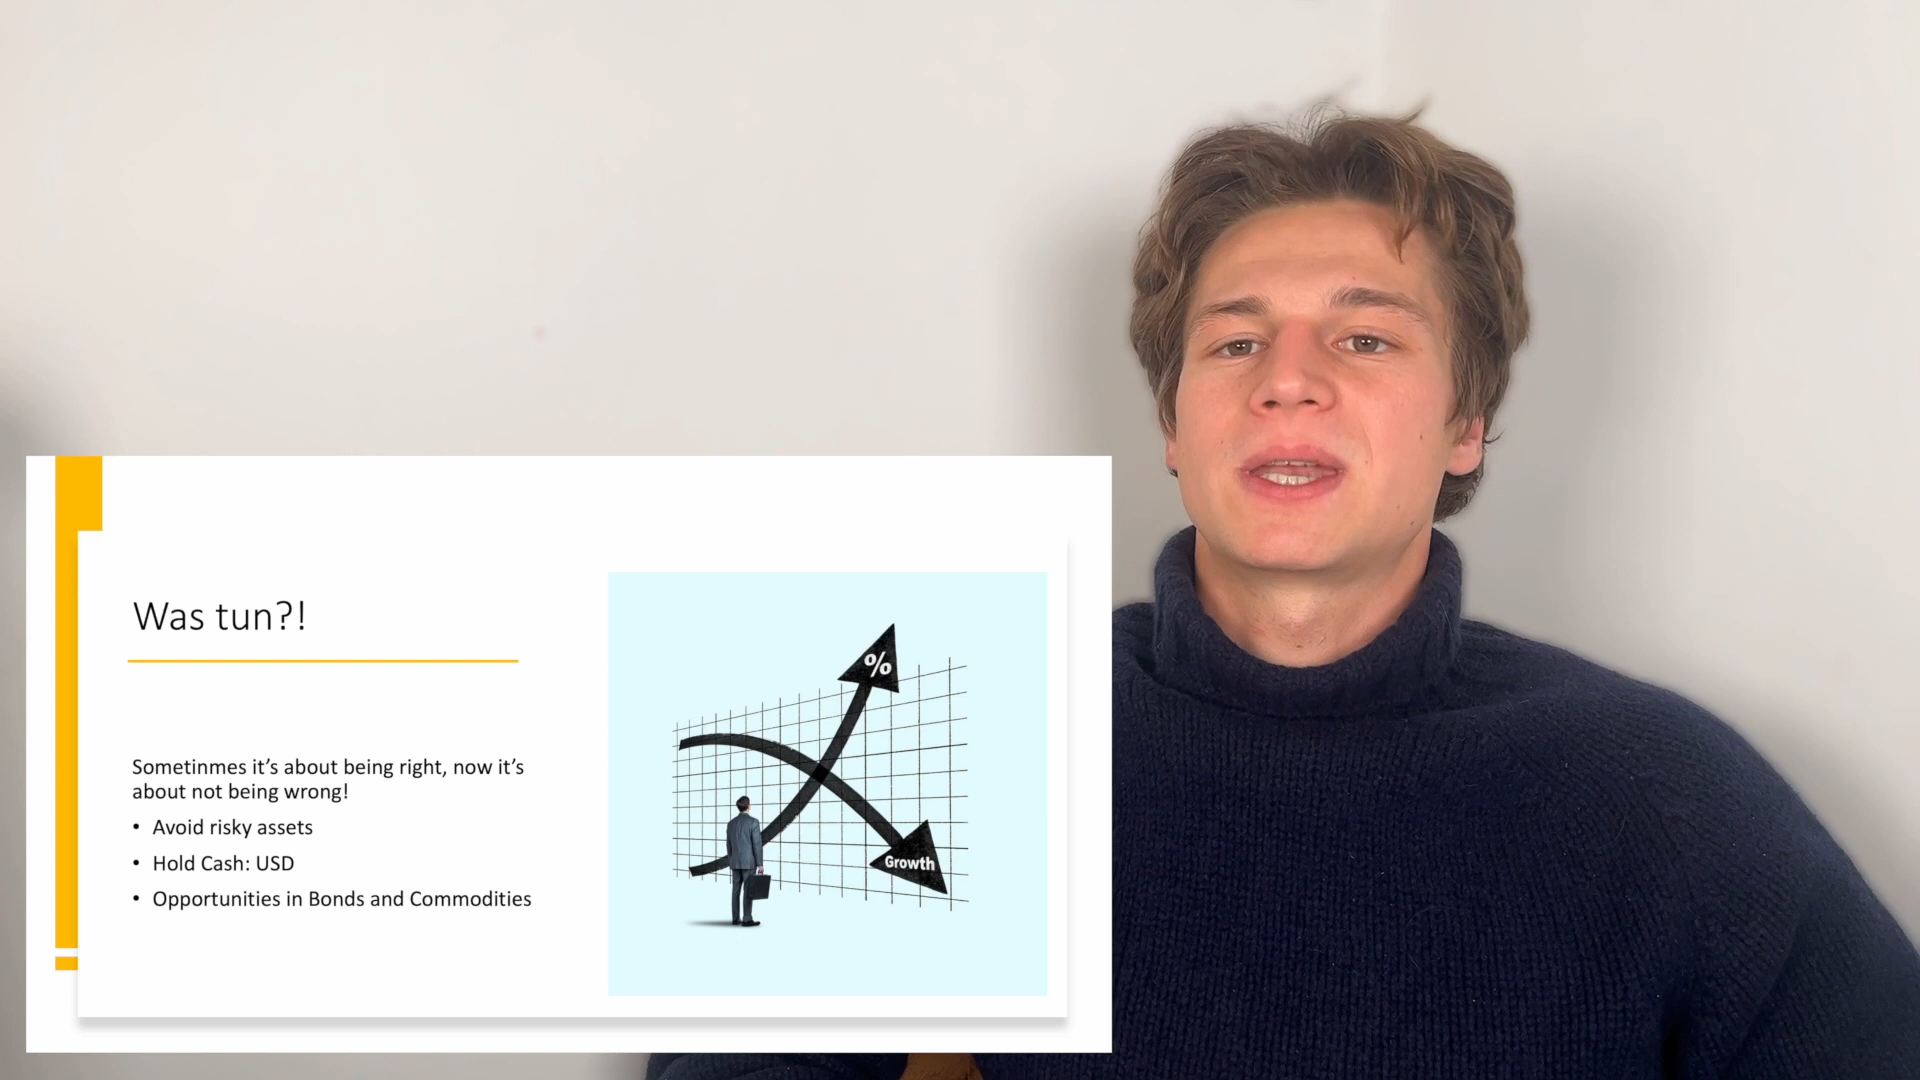 Was tun?!
Sometinmes it's about being right, now it's
about not being wrong!
• Avoid risky assets
• Hold Cash: USD
• Opportunities in Bonds and Commodities
%
Growth